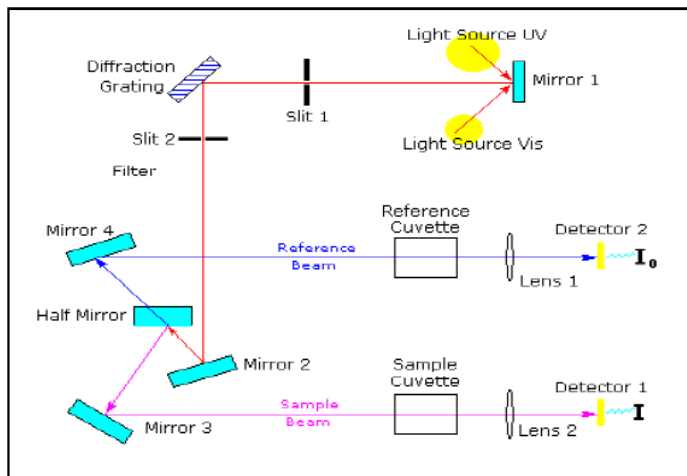 Light Source UV
Diffraction
Grating
Mirror 1
Slit 1
Slit 2
Light Source Vis
Filter
Mirror 4
Reference
Cuvette
Detector 2
Reference
Beam
I₀
Lens 1
Half Mirror
Mirror 2
Sample
Cuvette
Detector 1
Sample
Beam
I
Mirror 3
Lens 2